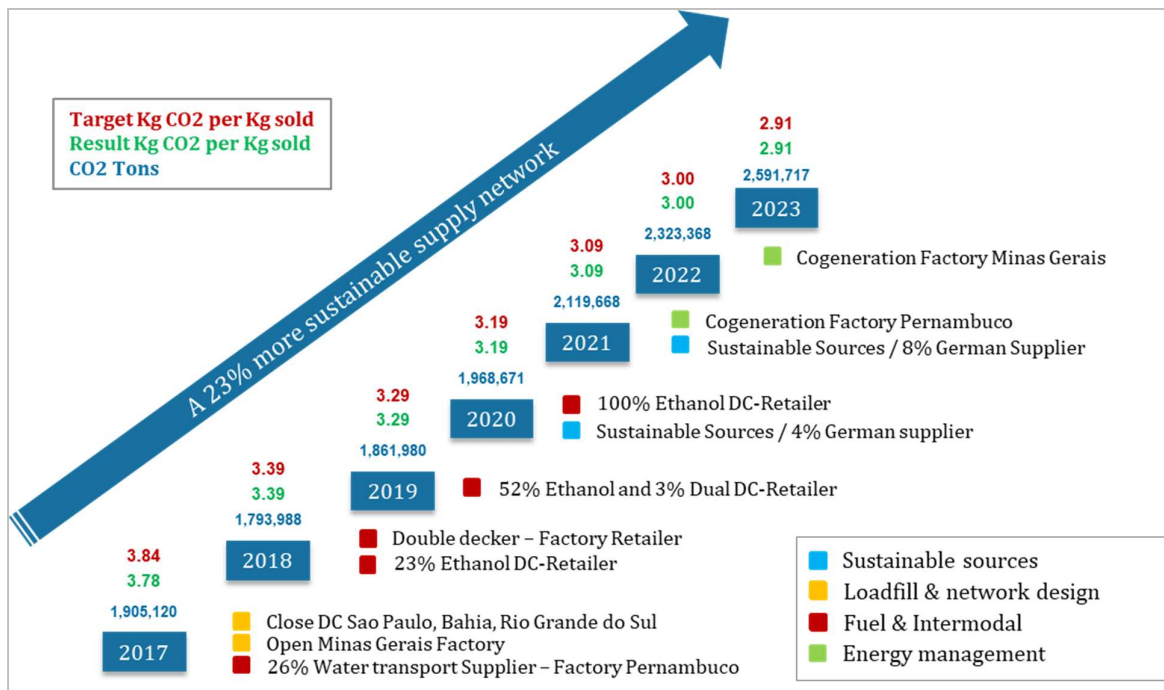 A 23% more sustainable supply network
Target Kg CO2 per Kg sold
Result Kg CO2 per Kg sold
CO2 Tons
2.91
2.91
2,591,717
2023
Cogeneration Factory Minas Gerais
3.00
3.00
2,323,368
2022
Cogeneration Factory Pernambuco
Sustainable Sources / 8% German Supplier
3.09
3.09
2,119,668
2021
100% Ethanol DC-Retailer
Sustainable Sources / 4% German supplier
3.19
3.19
1,968,671
2020
52% Ethanol and 3% Dual DC-Retailer
3.29
3.29
1,861,980
2019
Double decker – Factory Retailer
23% Ethanol DC-Retailer
3.39
3.39
1,793,988
2018
Close DC Sao Paulo, Bahia, Rio Grande do Sul
Open Minas Gerais Factory
26% Water transport Supplier – Factory Pernambuco
3.84
3.78
1,905,120
2017
Sustainable sources
Loadfill & network design
Fuel & Intermodal
Energy management